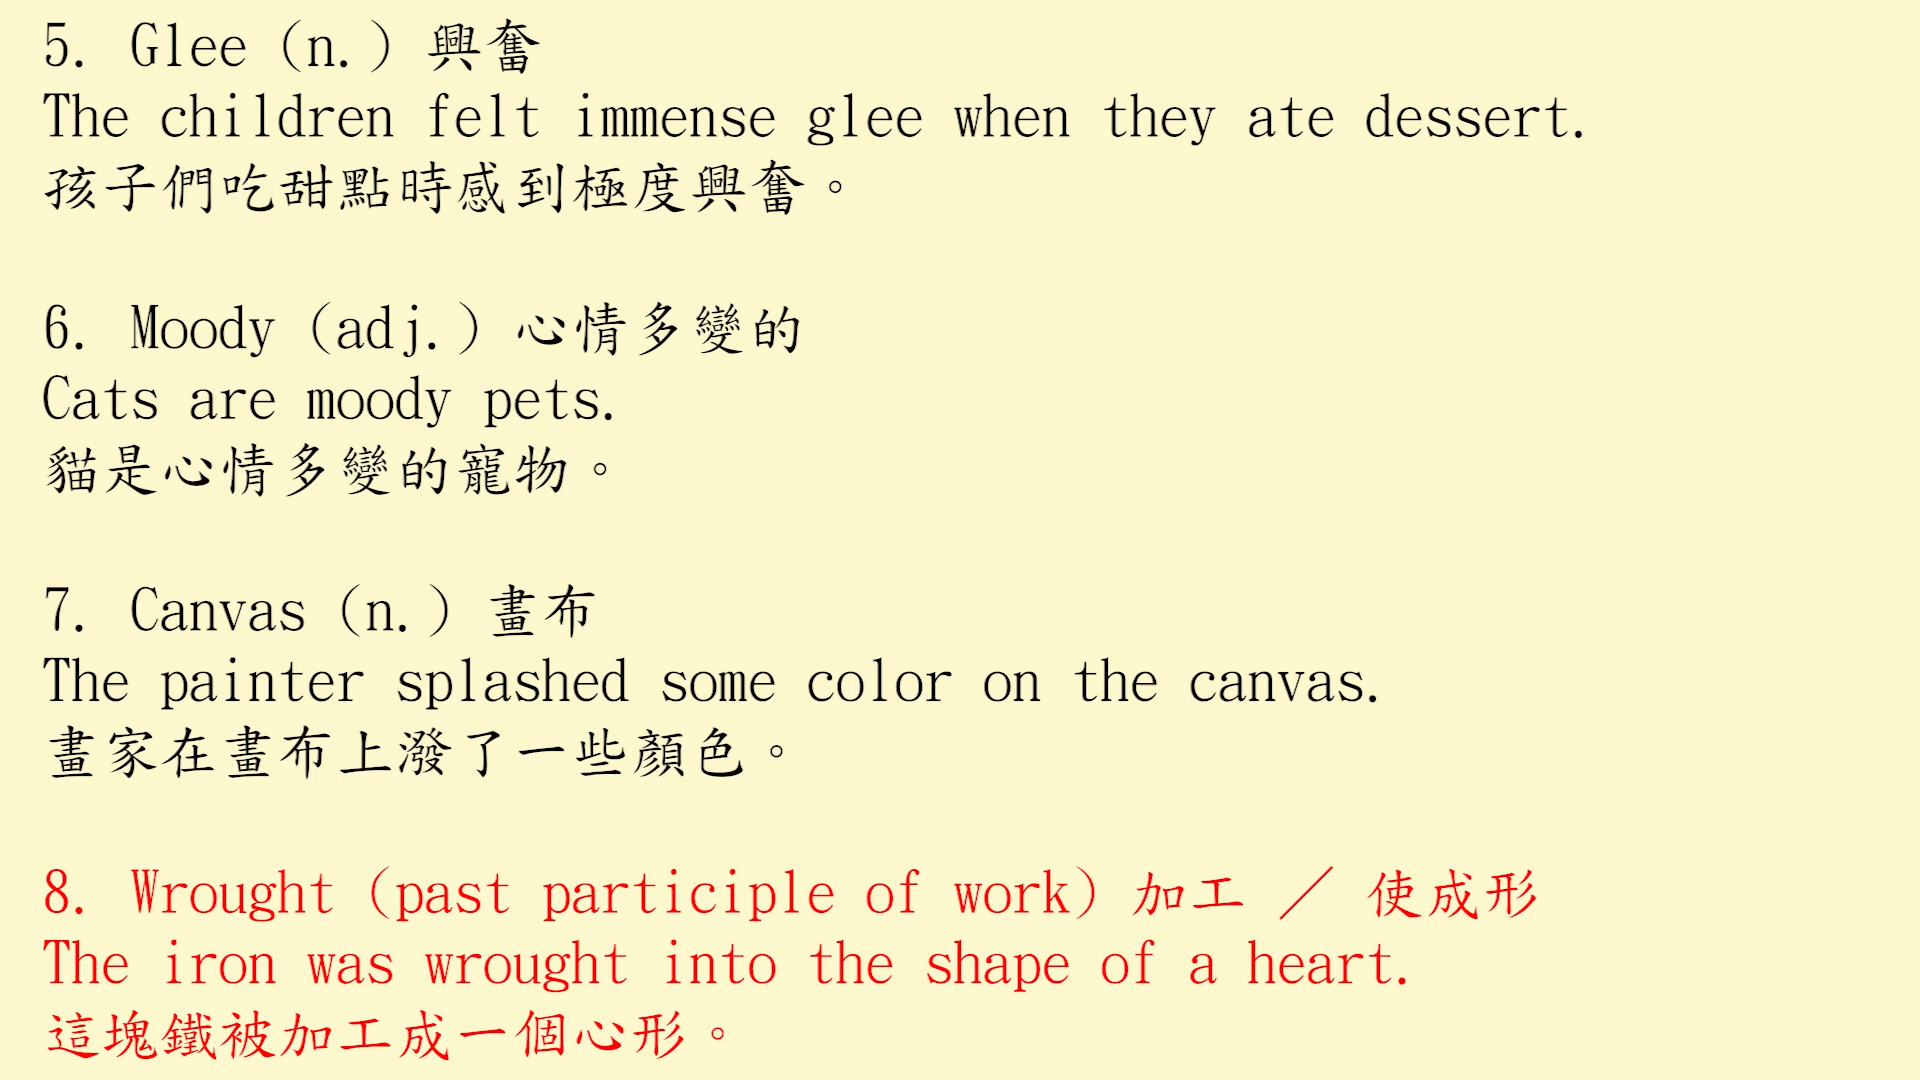 5. Glee (n.) 興奮
The children felt immense glee when they ate dessert.
孩子們吃甜點時感到極度興奮。
6. Moody (adj.) 心情多變的
Cats are moody pets.
貓是心情多變的寵物。
7. Canvas (n.) 畫布
The painter splashed some color on the canvas.
畫家在畫布上潑了一些顏色。
8. Wrought (past participle of work) 加工 ／ 使成形
The iron was wrought into the shape of a heart.
這塊鐵被加工成一個心形。